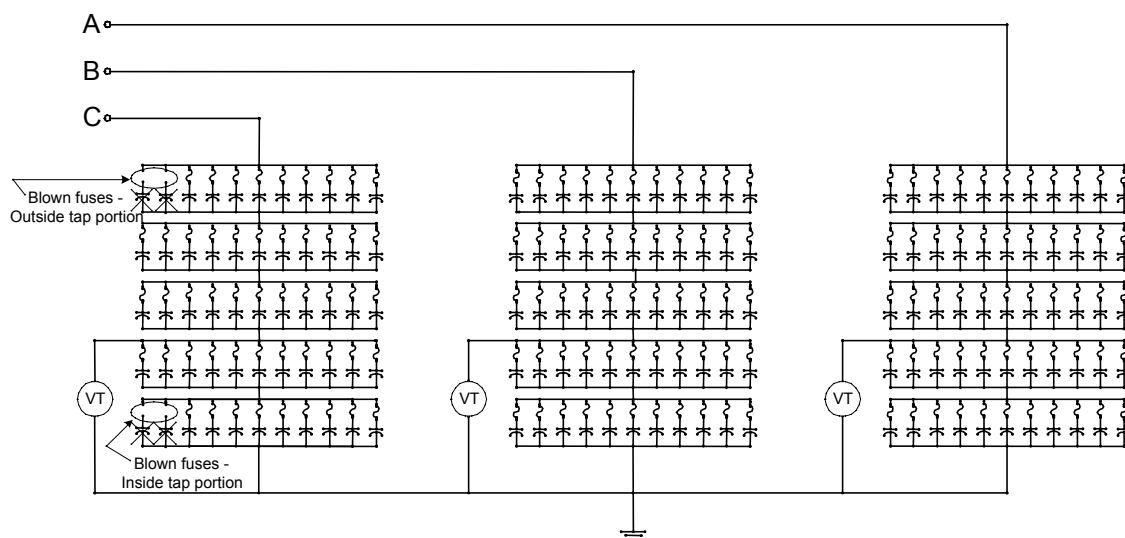 A
B
C
Blown fuses -
Outside tap portion
VT
VT
VT
Blown fuses -
Inside tap portion